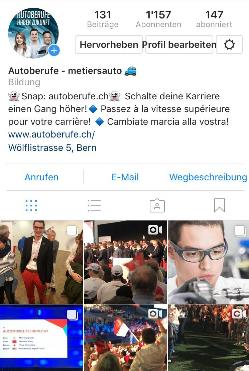 AUTOBERUFE
131
1'157
147
Beiträge
Abonnenten
abonniert
Hervorheben
Profil bearbeiten
Autoberufe - metiersauto 🚙
Bildung
👻 Snap: autoberufe.ch 👻 Schalte deine Karriere
einen Gang höher! 🔹 Passez à la vitesse supérieure
pour votre carrière! 🔹 Cambiate marcia alla vostra!
www.autoberufe.ch/
Wölflistrasse 5, Bern
Anrufen
E-Mail
Wegbeschreibung